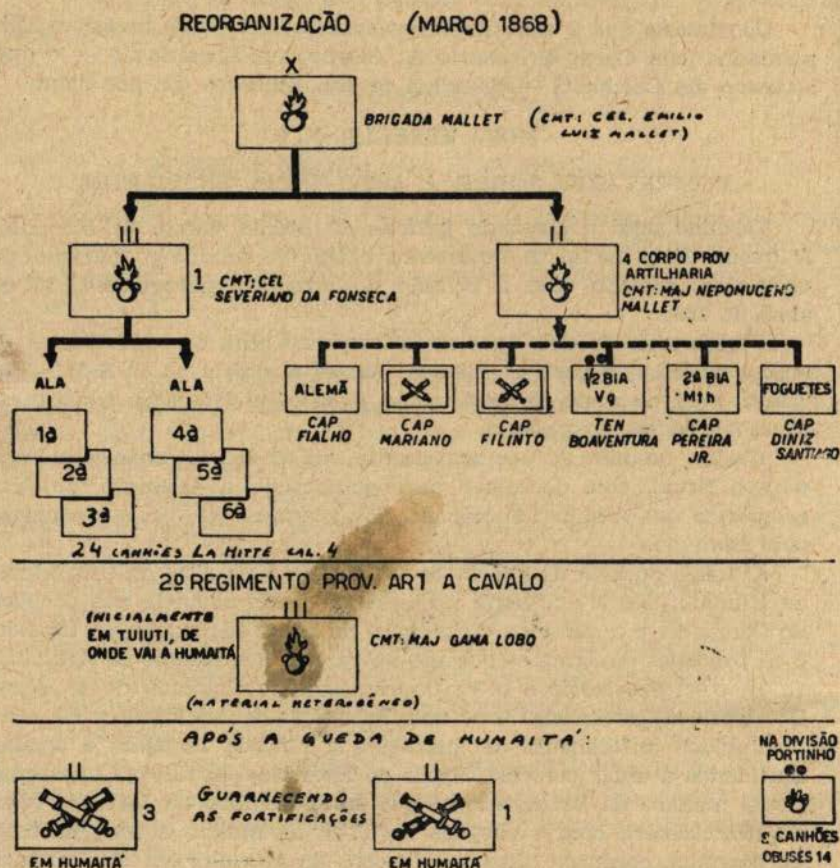 REORGANIZAÇÃO (MARÇO 1868)
X
BRIGADA MALLET (CMT: CEL. EMILIO
LUIZ MALLET)
III
1 CMT: CEL
SEVERIANO DA FONSECA
II
4 CORPO PROV
ARTILHARIA
CMT: MAJ NEPOMUCENO
MALLET
ALA
ALA
1ª
2ª
3ª
4ª
5ª
6ª
24 CANHÕES LA HITTE CAL. 4
ALEMÃ
CAP
FIALHO
CAP
MARIANO
CAP
FILINTO
1/2 BIA
Vg
TEN
BOAVENTURA
2ª BIA
Mth
CAP
PEREIRA
JR.
FOGUETES
CAP
DINIZ
SANTIAGO
2º REGIMENTO PROV. ART A CAVALO
III
INICIALMENTE
EM TUIUTI, DE
ONDE VAI A HUMAITÁ
CMT: MAJ GAMA LOBO
(MATERIAL HETEROGÊNEO)
APÓS A QUEDA DE HUMAITÁ:
II
3
EM HUMAITÁ
GUARNECENDO
AS FORTIFICAÇÕES
II
1
EM HUMAITÁ
NA DIVISÃO
PORTINHO
CANHÕES
OBUSES 14